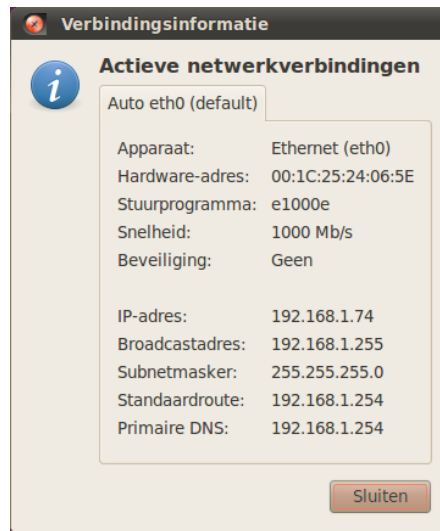 Verbindingsinformatie
Actieve netwerkverbindingen
Auto eth0 (default)
Apparaat: Ethernet (eth0)
Hardware-adres: 00:1C:25:24:06:5E
Stuurprogramma: e1000e
Snelheid: 1000 Mb/s
Beveiliging: Geen
IP-adres: 192.168.1.74
Broadcastadres: 192.168.1.255
Subnetmasker: 255.255.255.0
Standaardroute: 192.168.1.254
Primaire DNS: 192.168.1.254
Sluiten